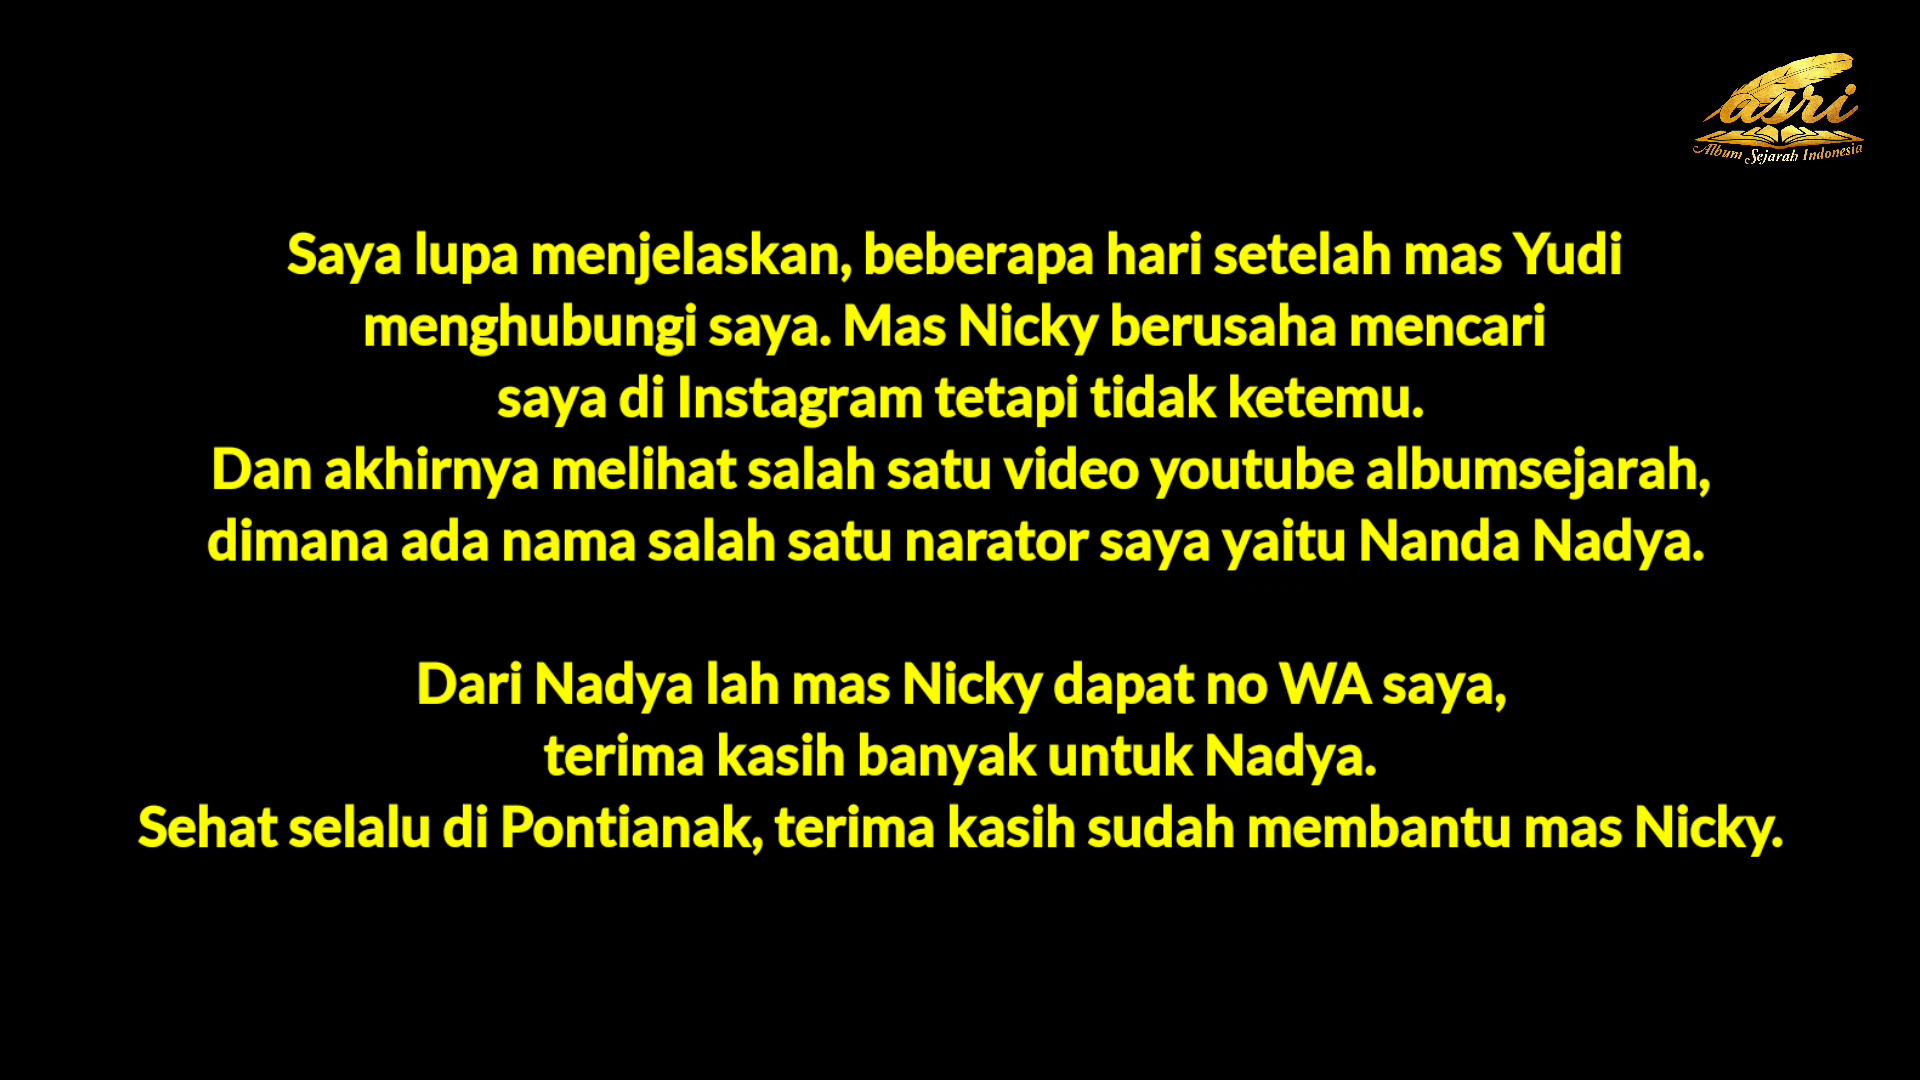 asri
Album Sejarah Indonesia
Saya lupa menjelaskan, beberapa hari setelah mas Yudi
menghubungi saya. Mas Nicky berusaha mencari
saya di Instagram tetapi tidak ketemu.
Dan akhirnya melihat salah satu video youtube albumsejarah,
dimana ada nama salah satu narator saya yaitu Nanda Nadya.
Dari Nadya lah mas Nicky dapat no WA saya,
terima kasih banyak untuk Nadya.
Sehat selalu di Pontianak, terima kasih sudah membantu mas Nicky.